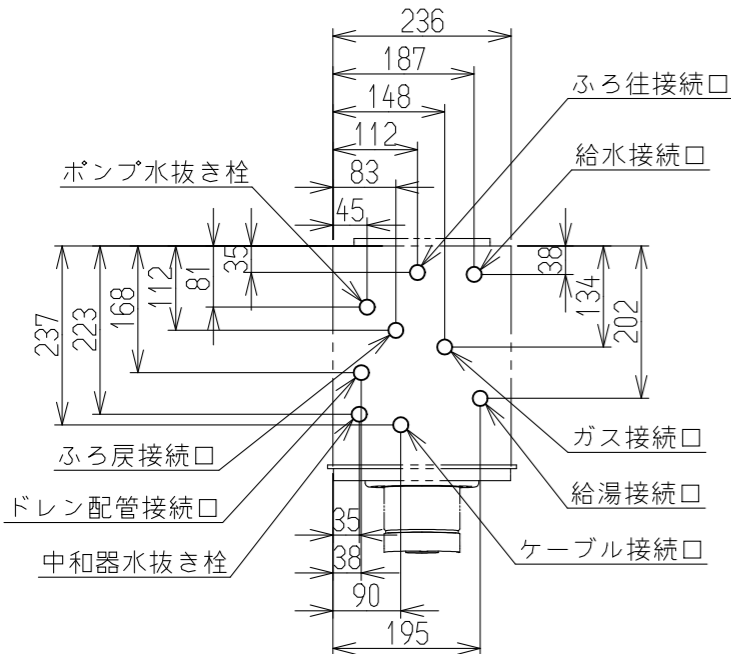 236
187
ふろ往接続口
148
112
給水接続口
ポンプ水抜き栓
83
45
35
38
81
112
134
168
202
223
237
ふろ戻接続口
ガス接続口
ドレン配管接続口
給湯接続口
35
中和器水抜き栓
38
ケーブル接続口
90
195